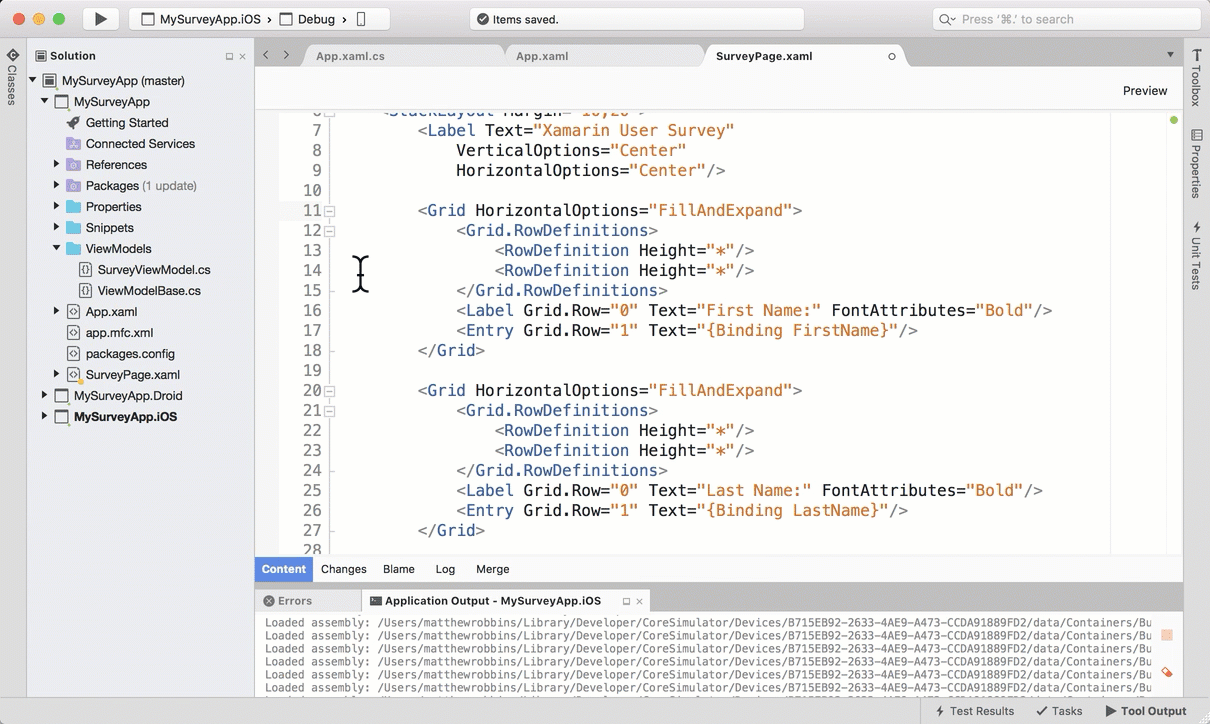 MySurveyApp.iOS › Debug ›
Items saved.
Press '⌘.' to search
Classes
Solution
MySurveyApp (master)
MySurveyApp
Getting Started
Connected Services
References
Packages (1 update)
Properties
Snippets
ViewModels
SurveyViewModel.cs
ViewModelBase.cs
App.xaml
app.mfc.xml
packages.config
SurveyPage.xaml
MySurveyApp.Droid
MySurveyApp.iOS
App.xaml.cs
App.xaml
SurveyPage.xaml
Preview
7 <Label Text="Xamarin User Survey"
8 VerticalOptions="Center"
9 HorizontalOptions="Center"/>
10
11 <Grid HorizontalOptions="FillAndExpand">
12 <Grid.RowDefinitions>
13 <RowDefinition Height="*"/>
14 <RowDefinition Height="*"/>
15 </Grid.RowDefinitions>
16 <Label Grid.Row="0" Text="First Name:" FontAttributes="Bold"/>
17 <Entry Grid.Row="1" Text="{Binding FirstName}"/>
18 </Grid>
19
20 <Grid HorizontalOptions="FillAndExpand">
21 <Grid.RowDefinitions>
22 <RowDefinition Height="*"/>
23 <RowDefinition Height="*"/>
24 </Grid.RowDefinitions>
25 <Label Grid.Row="0" Text="Last Name:" FontAttributes="Bold"/>
26 <Entry Grid.Row="1" Text="{Binding LastName}"/>
27 </Grid>
28
Content Changes Blame Log Merge
Errors
Application Output - MySurveyApp.iOS
Loaded assembly: /Users/matthewrobbins/Library/Developer/CoreSimulator/Devices/B715EB92-2633-4AE9-A473-CCDA91889FD2/data/Containers/Bu
Loaded assembly: /Users/matthewrobbins/Library/Developer/CoreSimulator/Devices/B715EB92-2633-4AE9-A473-CCDA91889FD2/data/Containers/Bu
Loaded assembly: /Users/matthewrobbins/Library/Developer/CoreSimulator/Devices/B715EB92-2633-4AE9-A473-CCDA91889FD2/data/Containers/Bu
Loaded assembly: /Users/matthewrobbins/Library/Developer/CoreSimulator/Devices/B715EB92-2633-4AE9-A473-CCDA91889FD2/data/Containers/Bu
Loaded assembly: /Users/matthewrobbins/Library/Developer/CoreSimulator/Devices/B715EB92-2633-4AE9-A473-CCDA91889FD2/data/Containers/Bu
Loaded assembly: /Users/matthewrobbins/Library/Developer/CoreSimulator/Devices/B715EB92-2633-4AE9-A473-CCDA91889FD2/data/Containers/Bu
Toolbox
Properties
Unit Tests
Test Results
Tasks
Tool Output